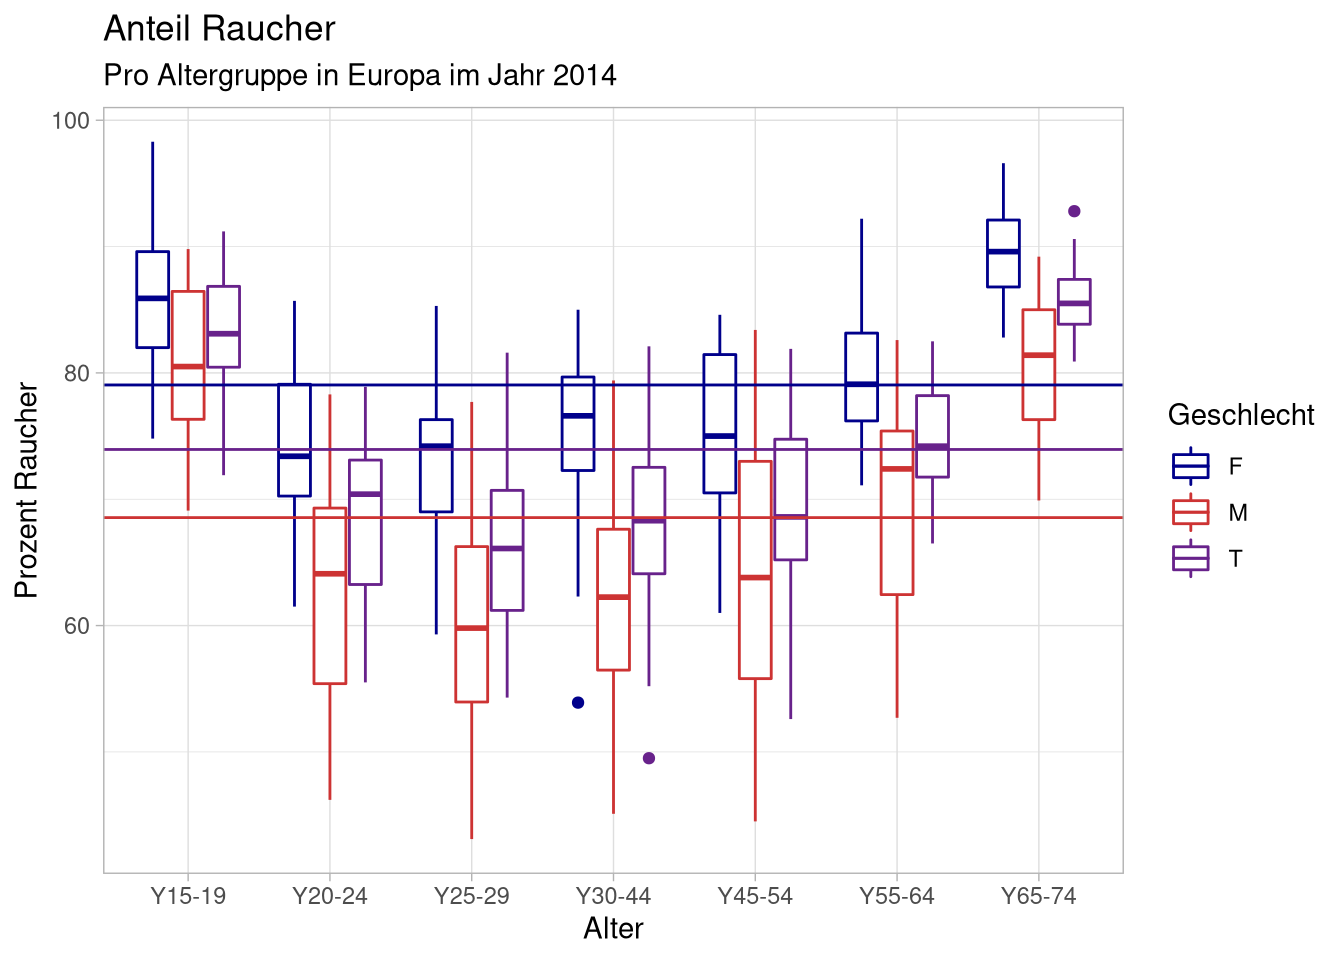 Anteil Raucher
Pro Altergruppe in Europa im Jahr 2014
100
80
60
Prozent Raucher
Y15-19 Y20-24 Y25-29 Y30-44 Y45-54 Y55-64 Y65-74
Alter
Geschlecht
F
M
T